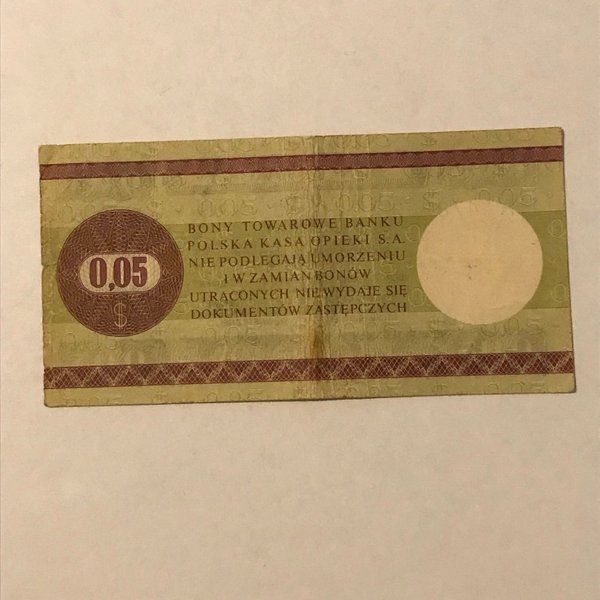 BONY TOWAROWE BANKU
POLSKA KASA OPIEKI S.A.
NIE PODLEGAJĄ UMORZENIU
I W ZAMIAN BONÓW
UTRACONYCH NIE WYDAJE SIĘ
DOKUMENTÓW ZASTĘPCZYCH
0,05
$